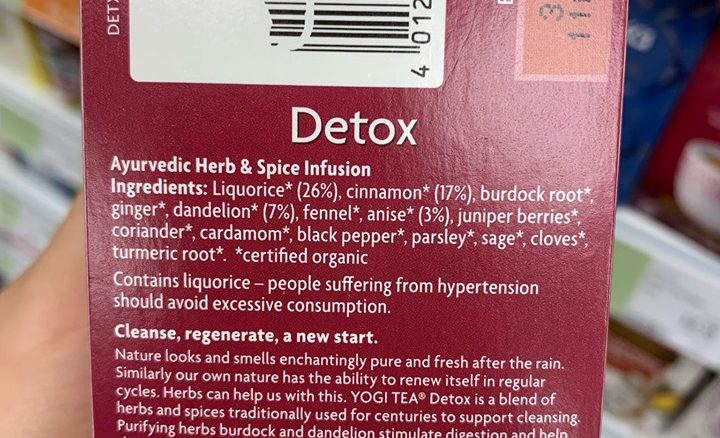 DETX
4 012
3
Detox
Ayurvedic Herb & Spice Infusion
Ingredients: Liquorice* (26%), cinnamon* (17%), burdock root*,
ginger*, dandelion* (7%), fennel*, anise* (3%), juniper berries*,
coriander*, cardamom*, black pepper*, parsley*, sage*, cloves*,
turmeric root*. *certified organic
Contains liquorice – people suffering from hypertension
should avoid excessive consumption.
Cleanse, regenerate, a new start.
Nature looks and smells enchantingly pure and fresh after the rain.
Similarly our own nature has the ability to renew itself in regular
cycles. Herbs can help us with this. YOGI TEA® Detox is a blend of
herbs and spices traditionally used for centuries to support cleansing.
Purifying herbs burdock and dandelion stimulate digestion and help